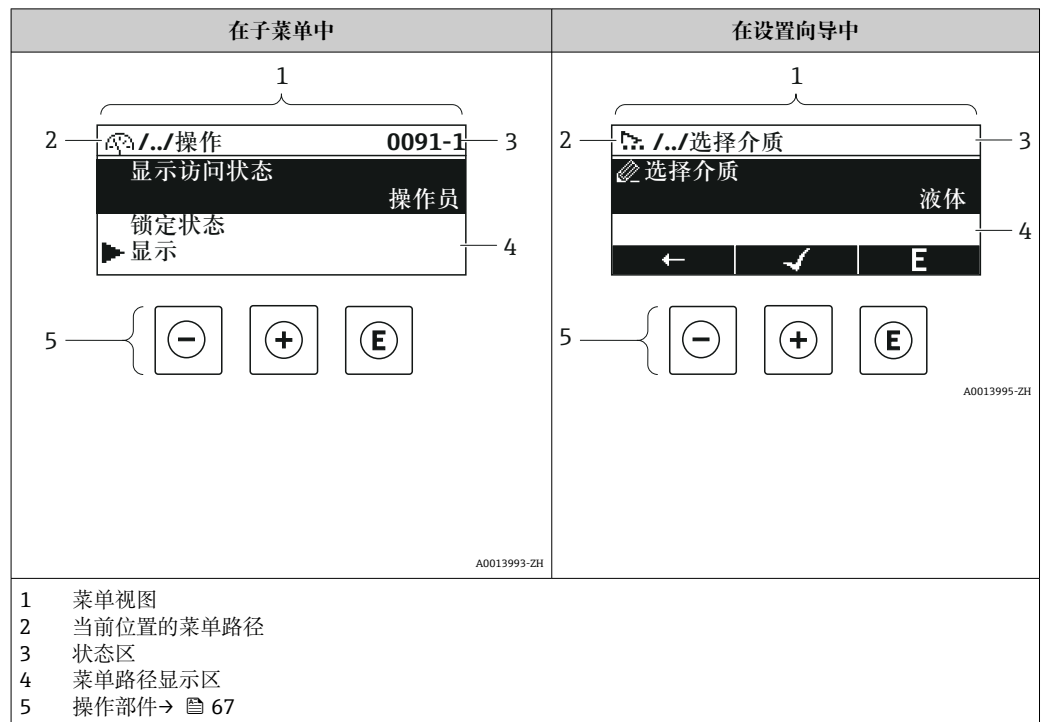 在子菜单中
在设置向导中
1
2
/../操作 0091-1
3
显示访问状态
操作员
锁定状态
显示
4
5
- + E
A0013993-ZH
1
2
/../选择介质
3
选择介质
液体
4
← ✓ E
5
- + E
A0013995-ZH
1 菜单视图
2 当前位置的菜单路径
3 状态区
4 菜单路径显示区
5 操作部件→ 67